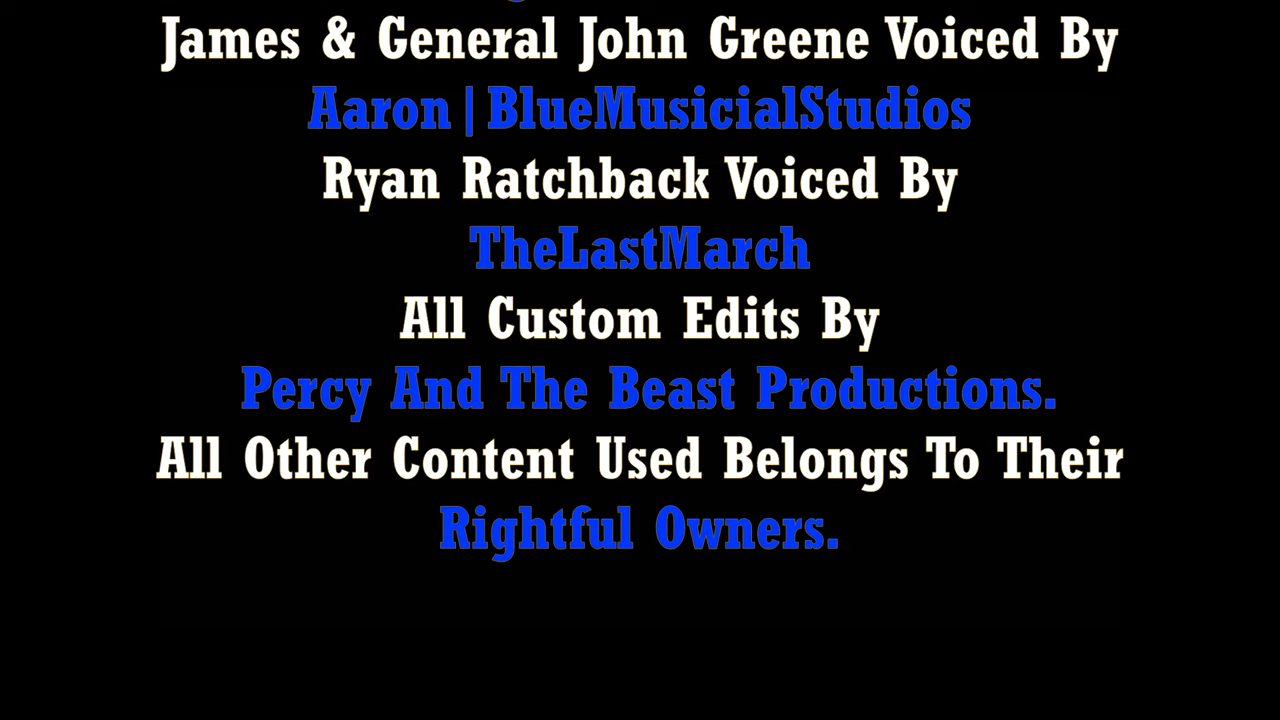 James & General John Greene Voiced By
Aaron|BlueMusicialStudios
Ryan Ratchback Voiced By
TheLastMarch
All Custom Edits By
Percy And The Beast Productions.
All Other Content Used Belongs To Their
Rightful Owners.